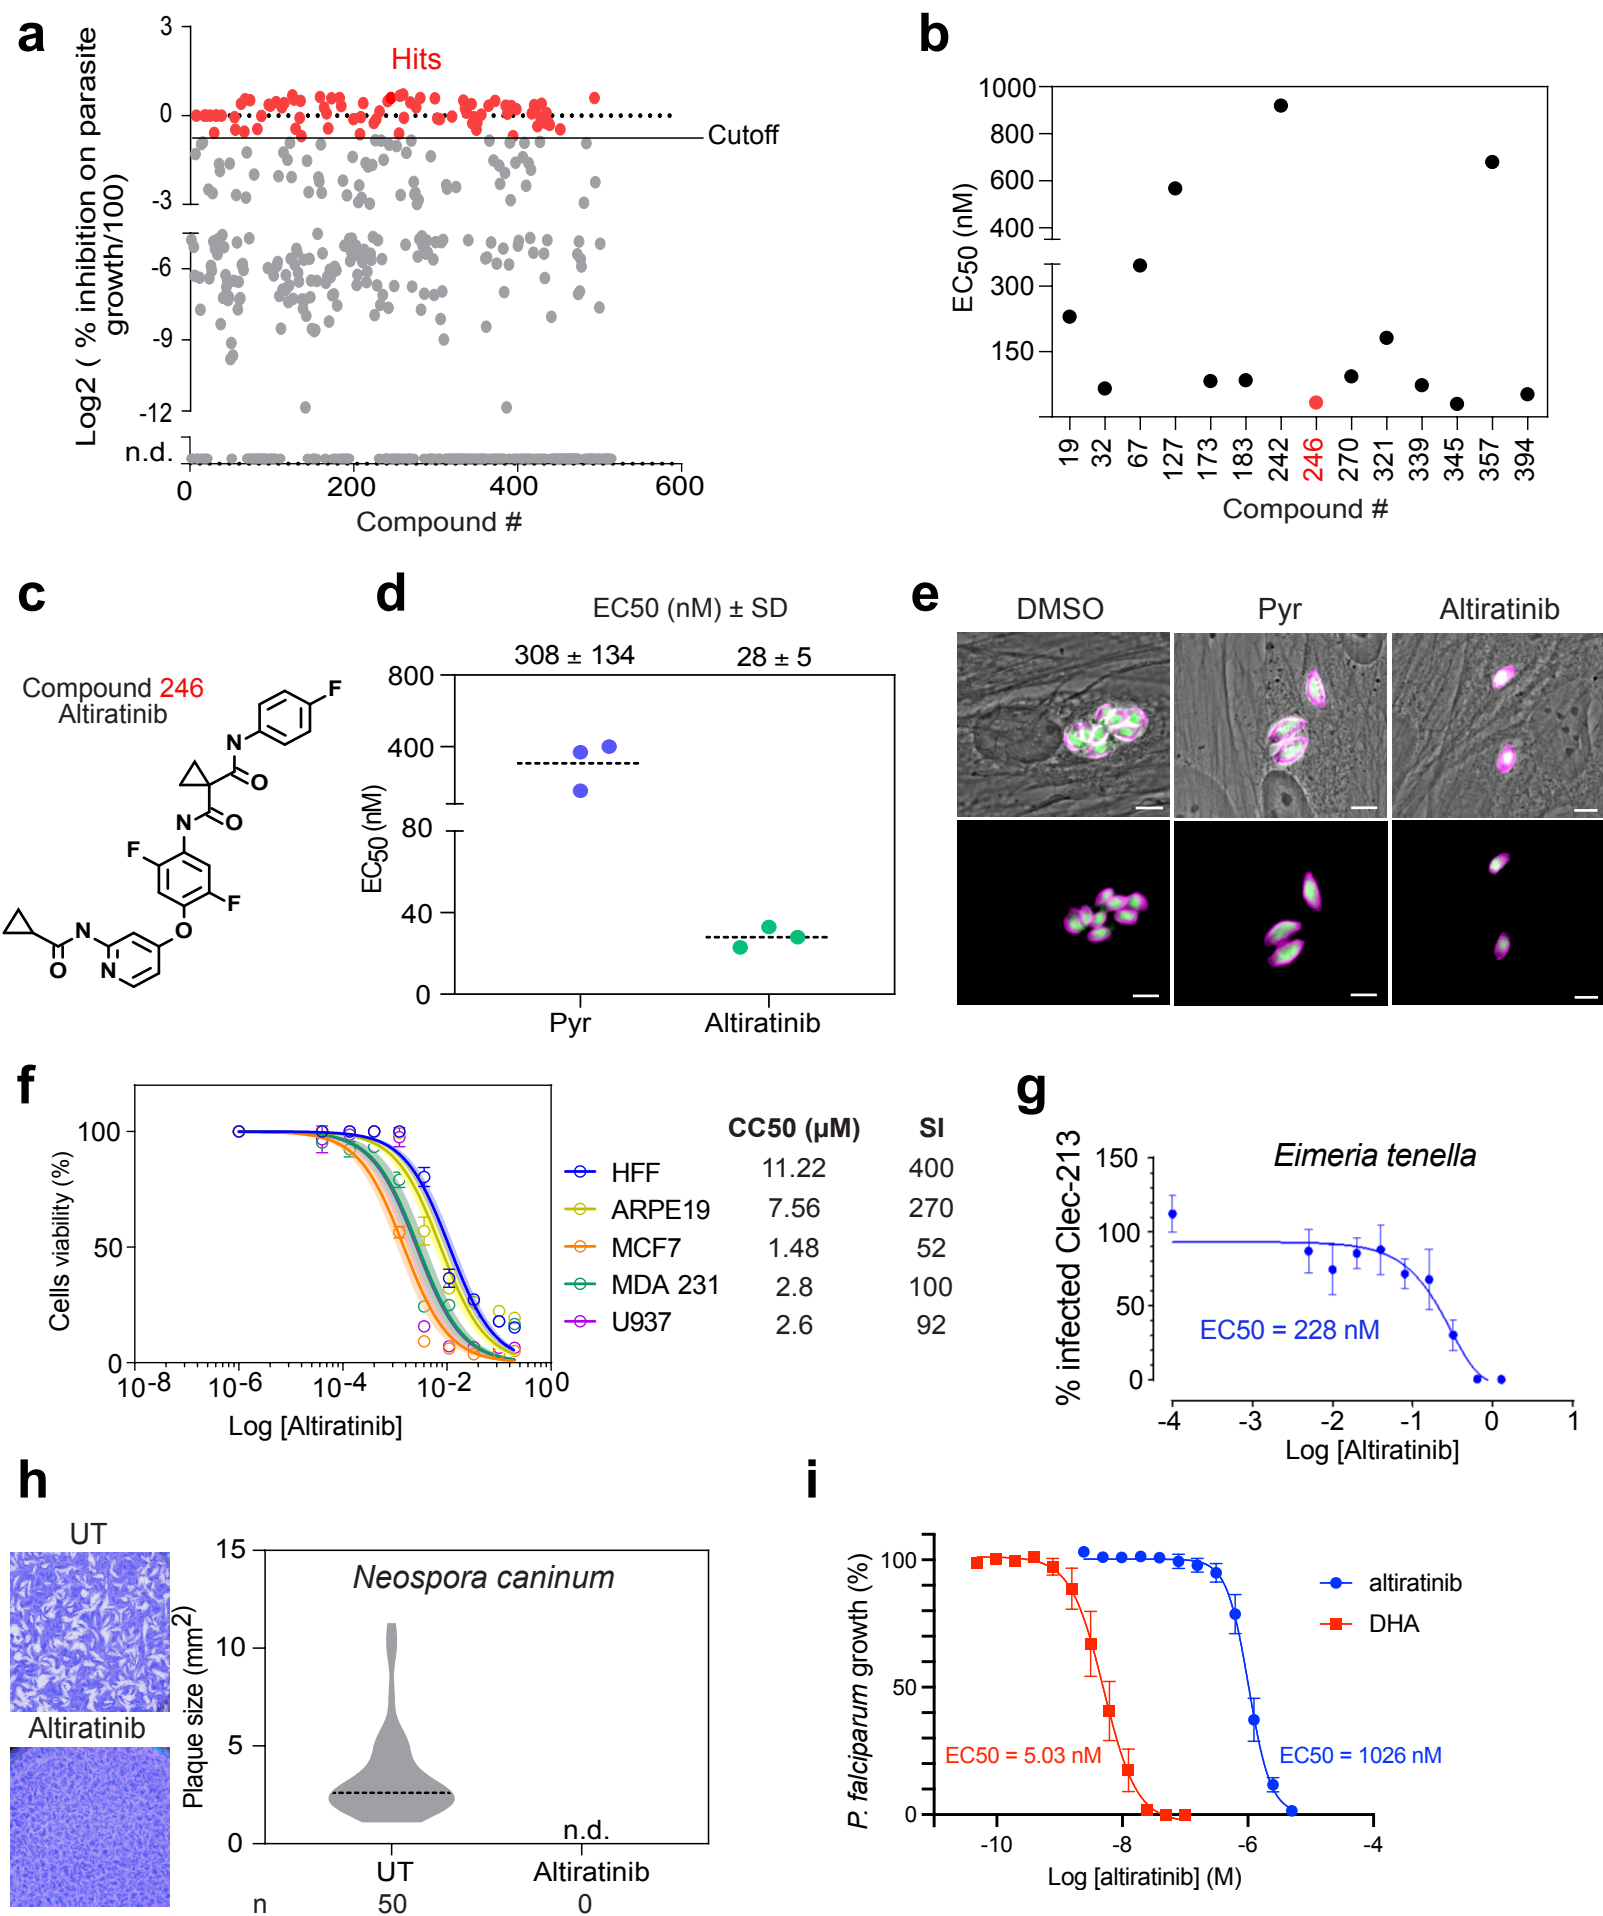 a
Log2 ( % inhibition on parasite
growth/100)
3
0
-3
-6
-9
-12
n.d.
Hits
Cutoff
0
200
400
600
Compound #
b
EC50 (nM)
1000
800
600
400
300
150
19
32
67
127
173
183
242
246
270
321
339
345
357
394
Compound #
c
Compound 246
Altiratinib
F
N
O
O
N
F
F
O
N
O
N
d
EC50 (nM) ± SD
308 ± 134
28 ± 5
EC50 (nM)
800
400
80
40
0
Pyr
Altiratinib
e
DMSO
Pyr
Altiratinib
f
Cells viability (%)
100
50
0
10-8
10-6
10-4
10-2
100
Log [Altiratinib]
CC50 (µM) SI
HFF 11.22 400
ARPE19 7.56 270
MCF7 1.48 52
MDA 231 2.8 100
U937 2.6 92
g
% infected Clec-213
Eimeria tenella
150
100
50
0
EC50 = 228 nM
-4
-3
-2
-1
0
1
Log [Altiratinib]
h
UT
Altiratinib
Plaque size (mm2)
15
10
5
0
Neospora caninum
n.d.
UT
Altiratinib
n 50 0
i
P. falciparum growth (%)
100
50
0
altiratinib
DHA
EC50 = 5.03 nM
EC50 = 1026 nM
-10
-8
-6
-4
Log [altiratinib] (M)